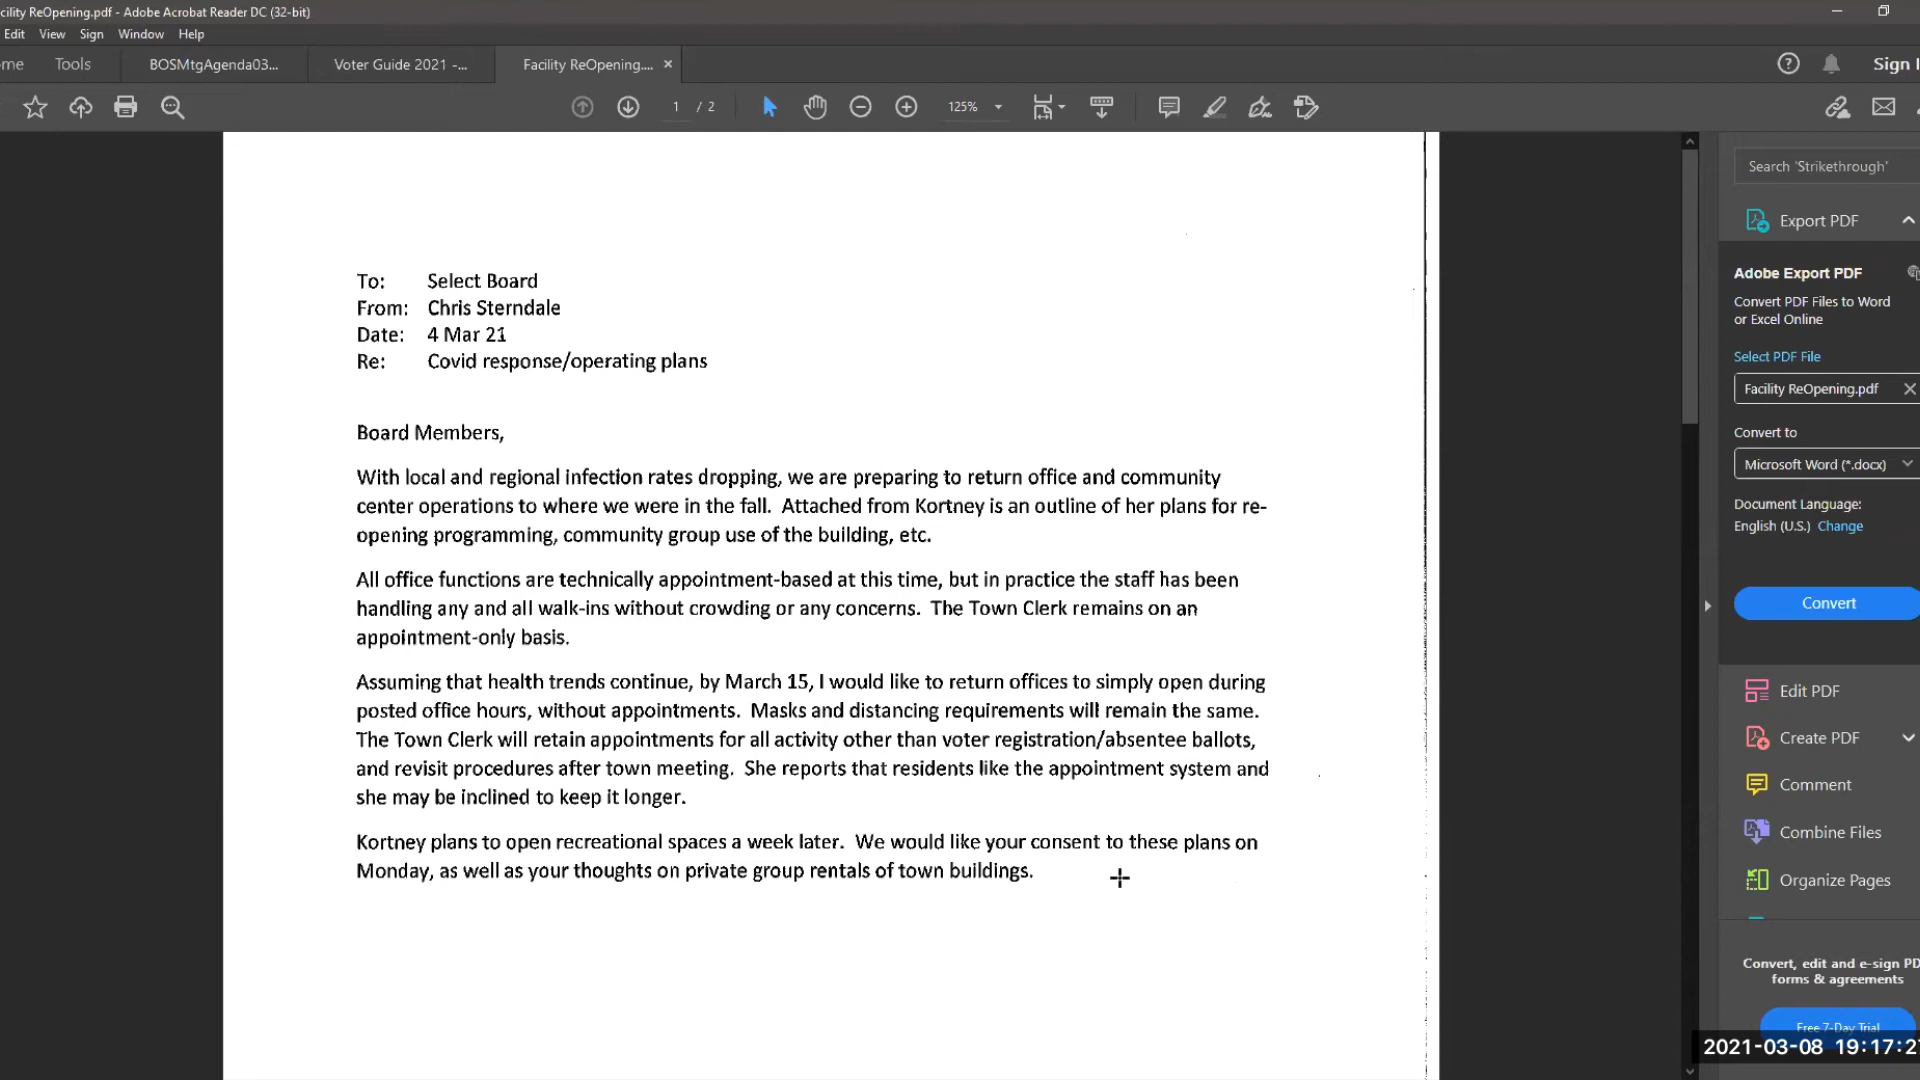 cility ReOpening.pdf - Adobe Acrobat Reader DC (32-bit)
Edit View Sign Window Help
me Tools BOSMtgAgenda03... Voter Guide 2021 -... Facility ReOpening.... × Sign I
1 / 2 125%
To: Select Board
From: Chris Sterndale
Date: 4 Mar 21
Re: Covid response/operating plans
Board Members,
With local and regional infection rates dropping, we are preparing to return office and community
center operations to where we were in the fall. Attached from Kortney is an outline of her plans for re-
opening programming, community group use of the building, etc.
All office functions are technically appointment-based at this time, but in practice the staff has been
handling any and all walk-ins without crowding or any concerns. The Town Clerk remains on an
appointment-only basis.
Assuming that health trends continue, by March 15, I would like to return offices to simply open during
posted office hours, without appointments. Masks and distancing requirements will remain the same.
The Town Clerk will retain appointments for all activity other than voter registration/absentee ballots,
and revisit procedures after town meeting. She reports that residents like the appointment system and
she may be inclined to keep it longer.
Kortney plans to open recreational spaces a week later. We would like your consent to these plans on
Monday, as well as your thoughts on private group rentals of town buildings.
Search 'Strikethrough'
Export PDF
Adobe Export PDF
Convert PDF Files to Word
or Excel Online
Select PDF File
Facility ReOpening.pdf
Convert to
Microsoft Word (*.docx)
Document Language:
English (U.S.) Change
Convert
Edit PDF
Create PDF
Comment
Combine Files
Organize Pages
Convert, edit and e-sign PD
forms & agreements
Free 7-Day Trial
2021-03-08 19:17:27